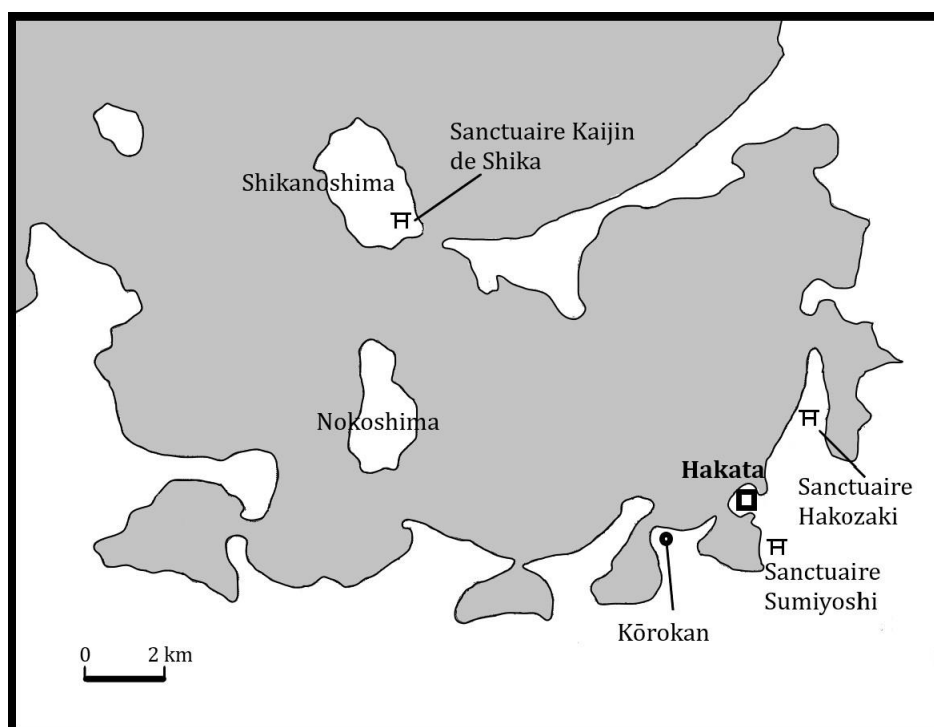 Sanctuaire Kaijin
de Shika
Shikanoshima
Nokoshima
Hakata
Sanctuaire
Hakozaki
Sanctuaire
Sumiyoshi
Kōrokan
0 2 km